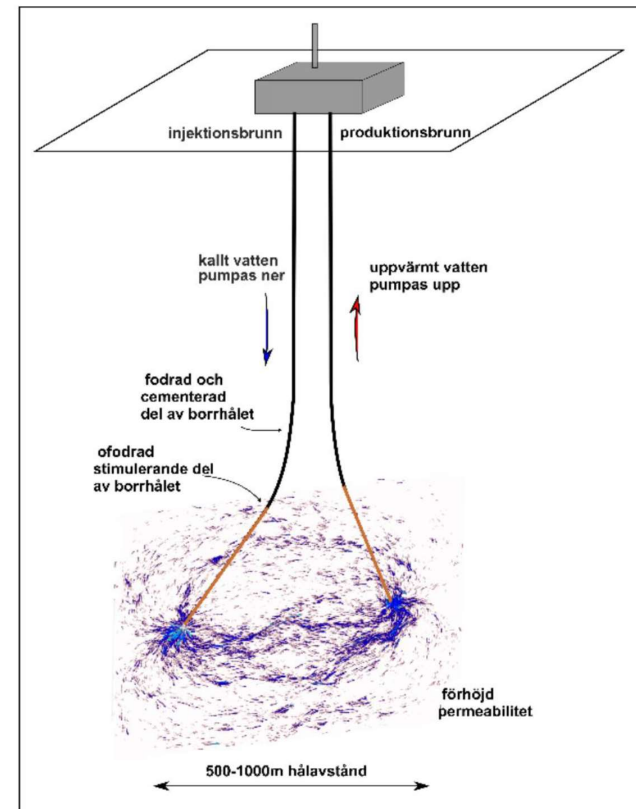 injektionsbrunn
produktionsbrunn
kallt vatten
pumpas ner
uppvärmt vatten
pumpas upp
fodrad och
cementerad
del av borrhålet
ofodrad
stimulerande del
av borrhålet
förhöjd
permeabilitet
500-1000m hålavstånd